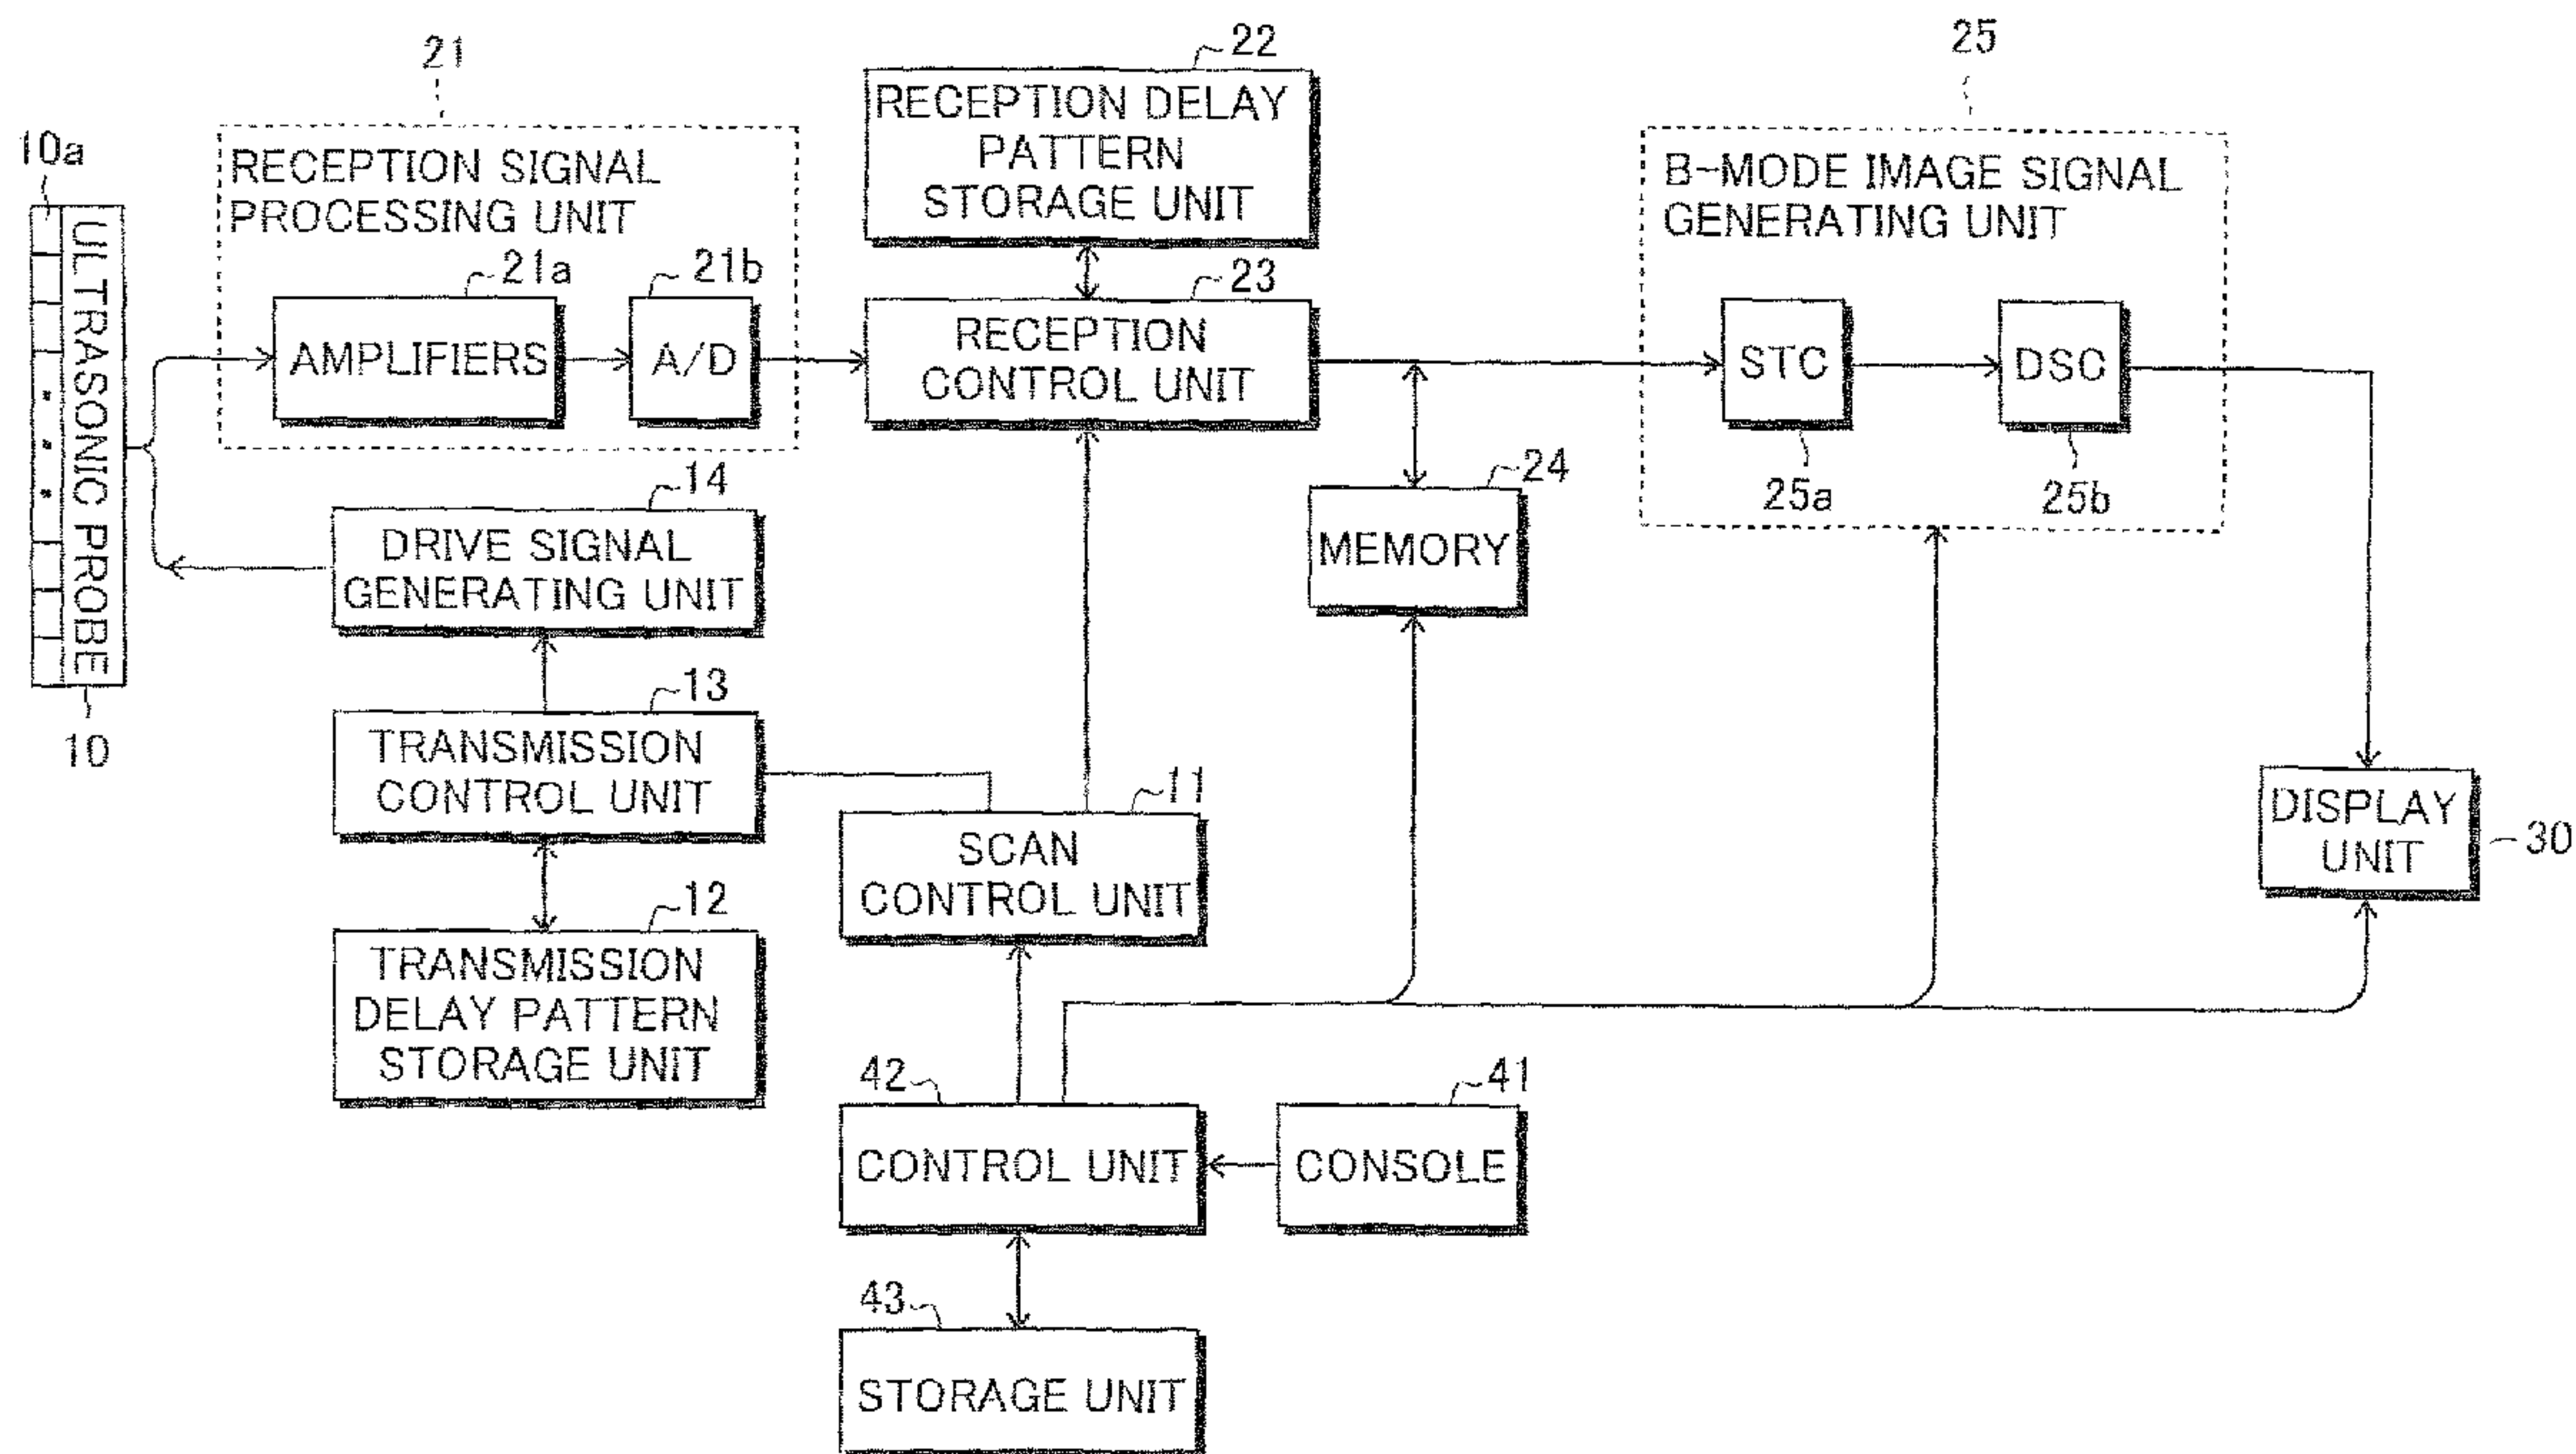 21
22
25
10a
RECEPTION SIGNAL
PROCESSING UNIT
RECEPTION DELAY
PATTERN
STORAGE UNIT
B-MODE IMAGE SIGNAL
GENERATING UNIT
ULTRASONIC PROBE
10
21a
AMPLIFIERS
21b
A/D
23
RECEPTION
CONTROL UNIT
STC
25a
DSC
25b
14
DRIVE SIGNAL
GENERATING UNIT
24
MEMORY
13
TRANSMISSION
CONTROL UNIT
11
SCAN
CONTROL UNIT
DISPLAY
UNIT
30
12
TRANSMISSION
DELAY PATTERN
STORAGE UNIT
42
CONTROL UNIT
41
CONSOLE
43
STORAGE UNIT